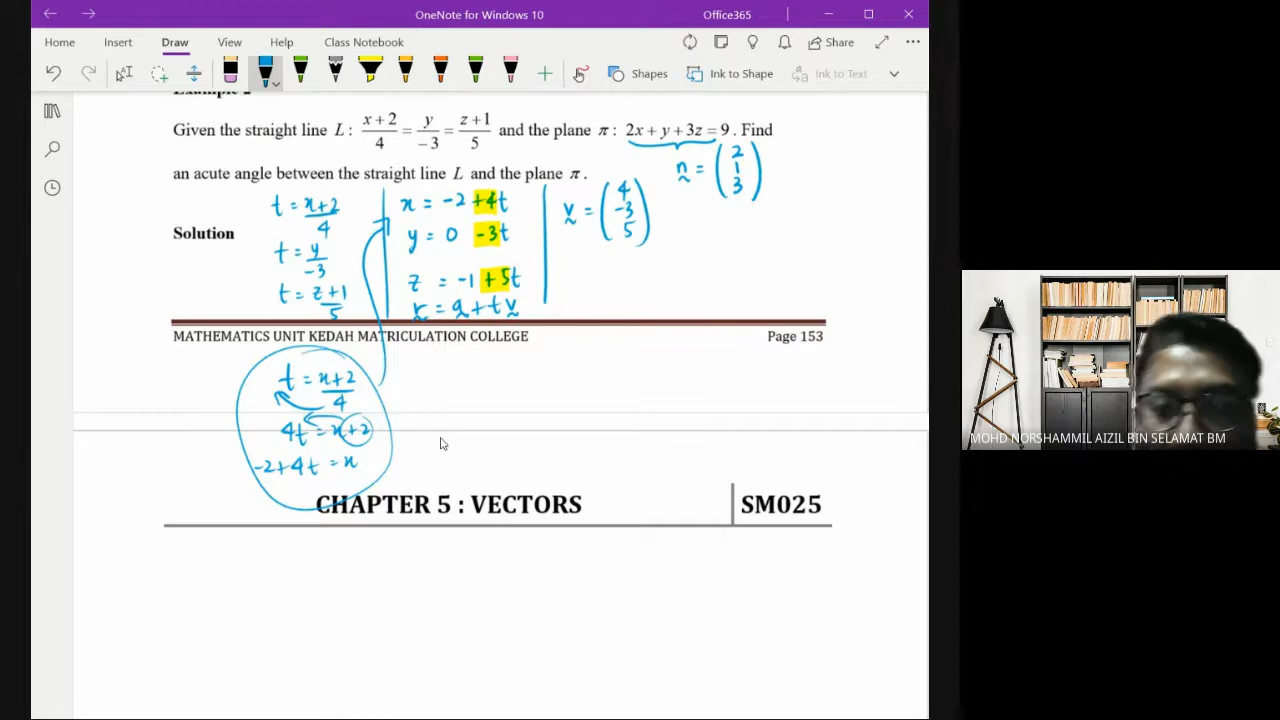 OneNote for Windows 10
Office365
Home Insert Draw View Help Class Notebook
Share
Shapes Ink to Shape Ink to Text
Example 2
Given the straight line L : (x + 2)/4 = y/−3 = (z + 1)/5 and the plane π : 2x + y + 3z = 9 . Find
an acute angle between the straight line L and the plane π .
n = (2 1 3)
Solution
t = (x+2)/4
t = y/−3
t = (z+1)/5
x = −2 +4t
y = 0 −3t
z = −1 +5t
r = a + t v
v = (4 −3 5)
MATHEMATICS UNIT KEDAH MATRICULATION COLLEGE
Page 153
t = (x+2)/4
4t = x+2
−2+4t = x
CHAPTER 5 : VECTORS
SM025
MOHD NORSHAMMIL AIZIL BIN SELAMAT BM